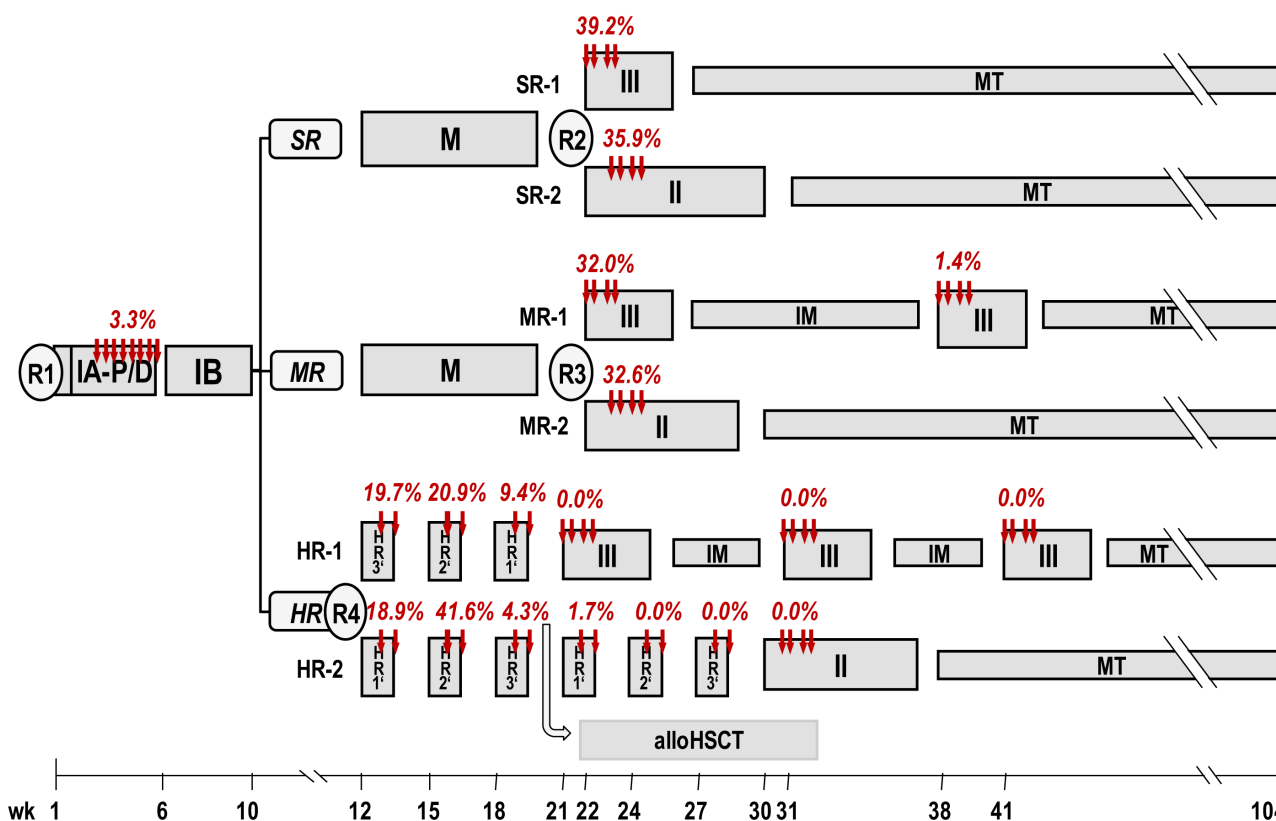 39.2%
SR-1 III MT
SR M R2
35.9%
SR-2 II MT
32.0% 1.4%
MR-1 III IM III MT
3.3%
R1 IA-P/D IB MR M R3
32.6%
MR-2 II MT
19.7% 20.9% 9.4% 0.0% 0.0% 0.0%
HR-1 HR3‘ HR2‘ HR1‘ III IM III IM III MT
HR R4
18.9% 41.6% 4.3% 1.7% 0.0% 0.0% 0.0%
HR-2 HR1‘ HR2‘ HR3‘ HR1‘ HR2‘ HR3‘ II MT
alloHSCT
wk 1 6 10 12 15 18 21 22 24 27 30 31 38 41 104